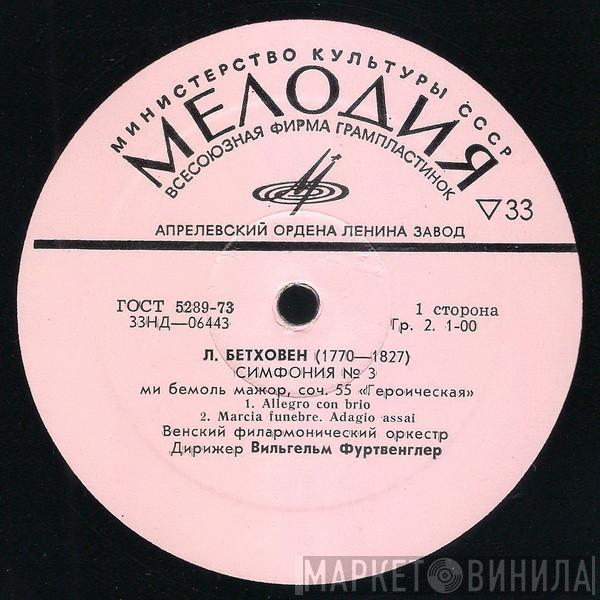 МИНИСТЕРСТВО КУЛЬТУРЫ СССР
МЕЛОДИЯ
ВСЕСОЮЗНАЯ ФИРМА ГРАМПЛАСТИНОК
▽33
АПРЕЛЕВСКИЙ ОРДЕНА ЛЕНИНА ЗАВОД
ГОСТ 5289-73
33НД—06443
1 сторона
Гр. 2. 1-00
Л. БЕТХОВЕН (1770—1827)
СИМФОНИЯ № 3
ми бемоль мажор, соч. 55 «Героическая»
1. Allegro con brio
2. Marcia funebre. Adagio assai
Венский филармонический оркестр
Дирижер Вильгельм Фуртвенглер
МАРКЕТ ВИНИЛА